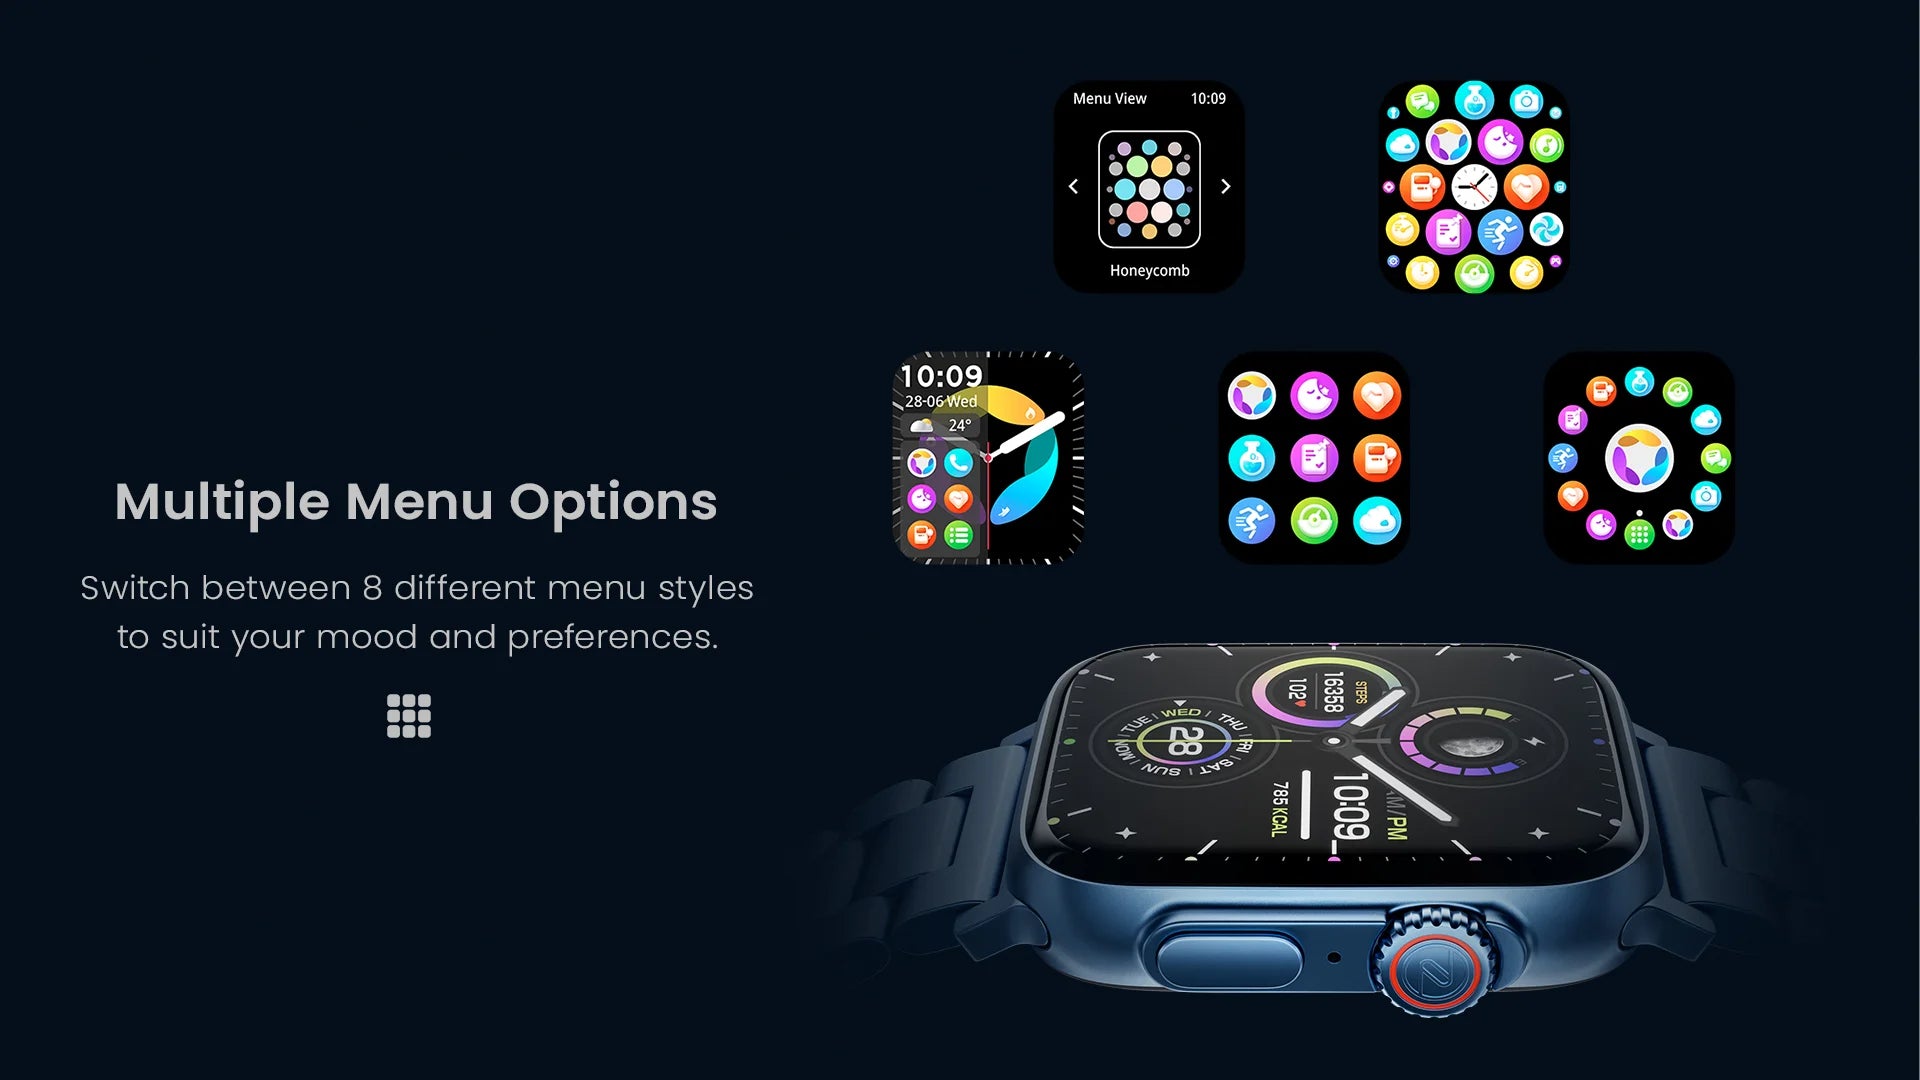 Menu View 10:09
Honeycomb
10:09
28-06 Wed
24°
Multiple Menu Options
Switch between 8 different menu styles
to suit your mood and preferences.
STEPS
16358
102
MON TUE WED THU FRI SAT SUN
28
F
E
AM/PM
10:09
785 KCAL